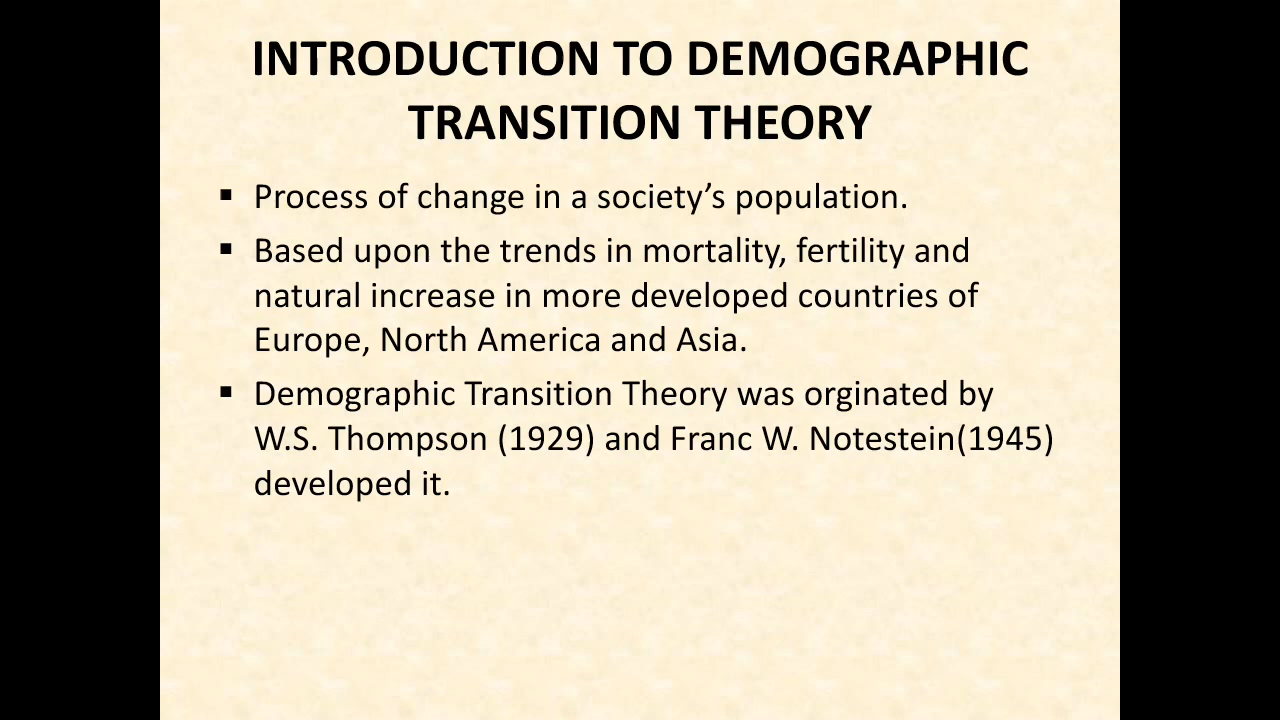 INTRODUCTION TO DEMOGRAPHIC
TRANSITION THEORY
▪ Process of change in a society’s population.
▪ Based upon the trends in mortality, fertility and
natural increase in more developed countries of
Europe, North America and Asia.
▪ Demographic Transition Theory was orginated by
W.S. Thompson (1929) and Franc W. Notestein(1945)
developed it.